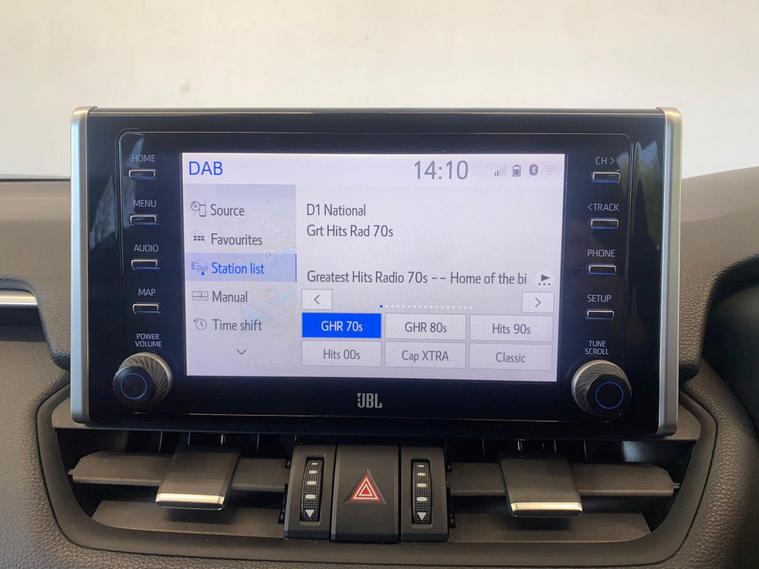 HOME
MENU
AUDIO
MAP
POWER
VOLUME
DAB
14:10
Source
Favourites
Station list
Manual
Time shift
D1 National
Grt Hits Rad 70s
Greatest Hits Radio 70s -- Home of the bi
GHR 70s
GHR 80s
Hits 90s
Hits 00s
Cap XTRA
Classic
CH >
<TRACK
PHONE
SETUP
TUNE
SCROLL
JBL